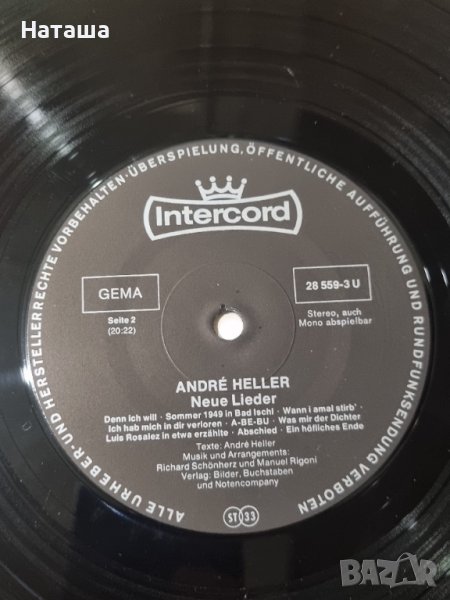 Наташа
ALLE URHEBER- UND HERSTELLERRECHTE VORBEHALTEN · ÜBERSPIELUNG, ÖFFENTLICHE AUFFÜHRUNG UND RUNDFUNKSENDUNG VERBOTEN
Intercord
GEMA
28 559-3 U
Seite 2
(20:22)
Stereo, auch
Mono abspielbar
ANDRÉ HELLER
Neue Lieder
Denn ich will · Sommer 1949 in Bad Ischl · Wann i amal stirb'
Ich hab mich in dir verloren · A-BE-BU · Was mir der Dichter
Luis Rosalez in etwa erzählte · Abschied · Ein höfliches Ende
Texte: André Heller
Musik und Arrangements:
Richard Schönherz und Manuel Rigoni
Verlag: Bilder, Buchstaben
und Notencompany
ST 33
BAZAR